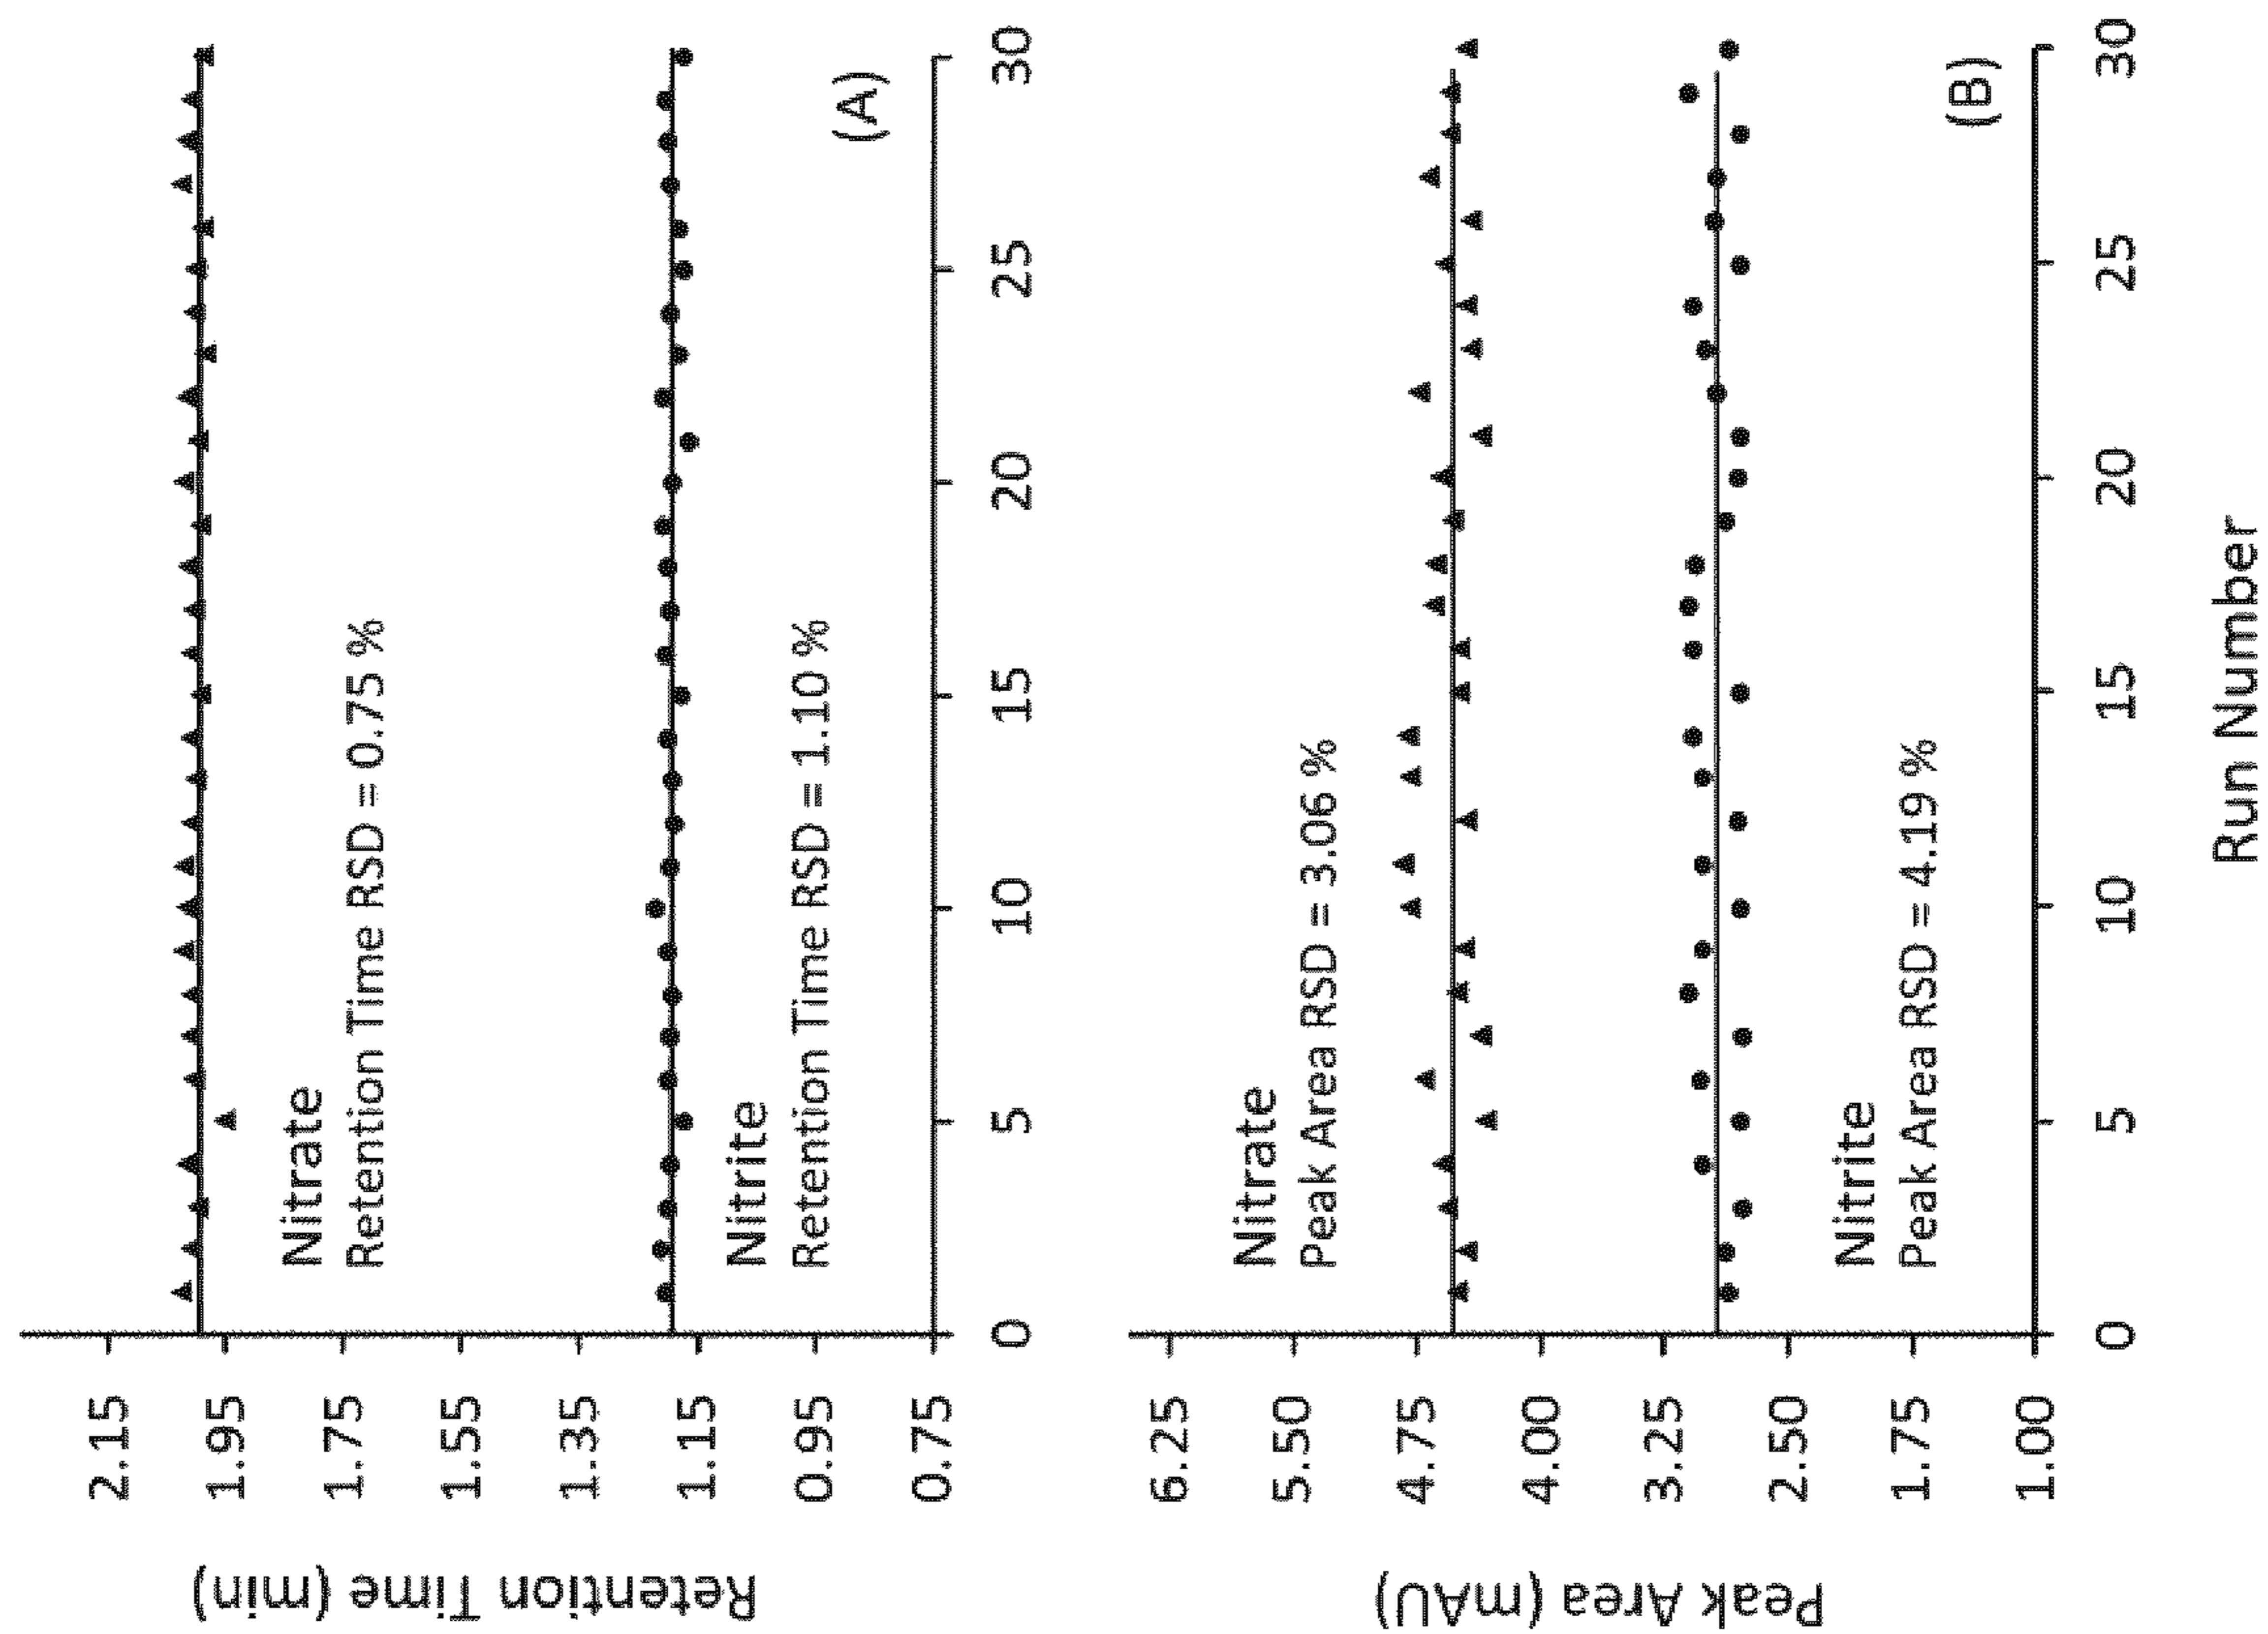 Retention Time (min)
2.15
1.95
1.75
1.55
1.35
1.15
0.95
0.75
Nitrate
Retention Time RSD = 0.75 %
Nitrite
Retention Time RSD = 1.10 %
(A)
0 5 10 15 20 25 30
Peak Area (mAU)
6.25
5.50
4.75
4.00
3.25
2.50
1.75
1.00
Nitrate
Peak Area RSD = 3.06 %
Nitrite
Peak Area RSD = 4.19 %
(B)
0 5 10 15 20 25 30
Run Number